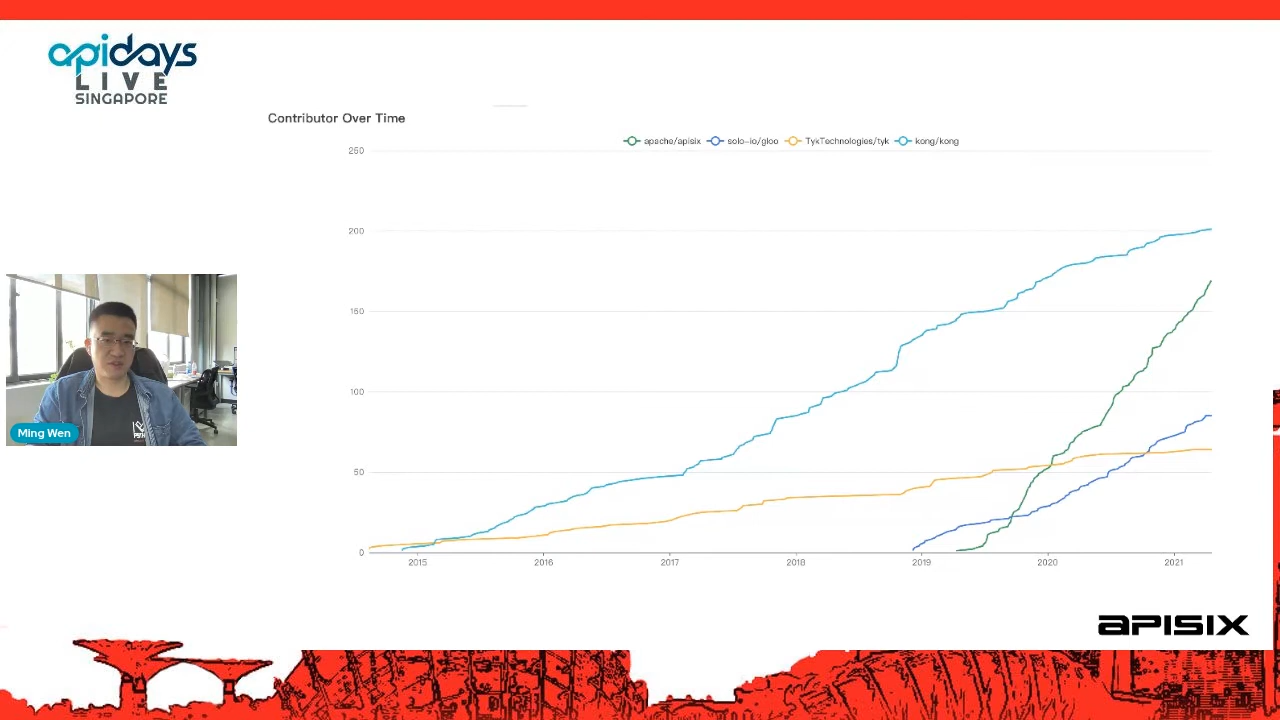 apidays
LIVE
SINGAPORE
Contributor Over Time
apache/apisix solo-io/gloo TykTechnologies/tyk kong/kong
250
200
150
100
50
0
2015 2016 2017 2018 2019 2020 2021
Ming Wen
APISIX